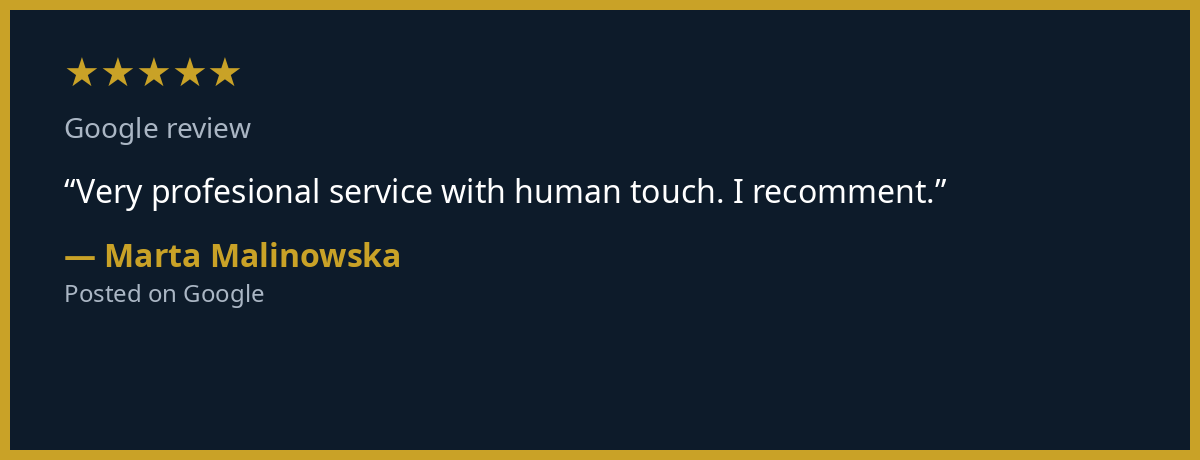 ★★★★★
Google review
“Very profesional service with human touch. I recomment.”
— Marta Malinowska
Posted on Google